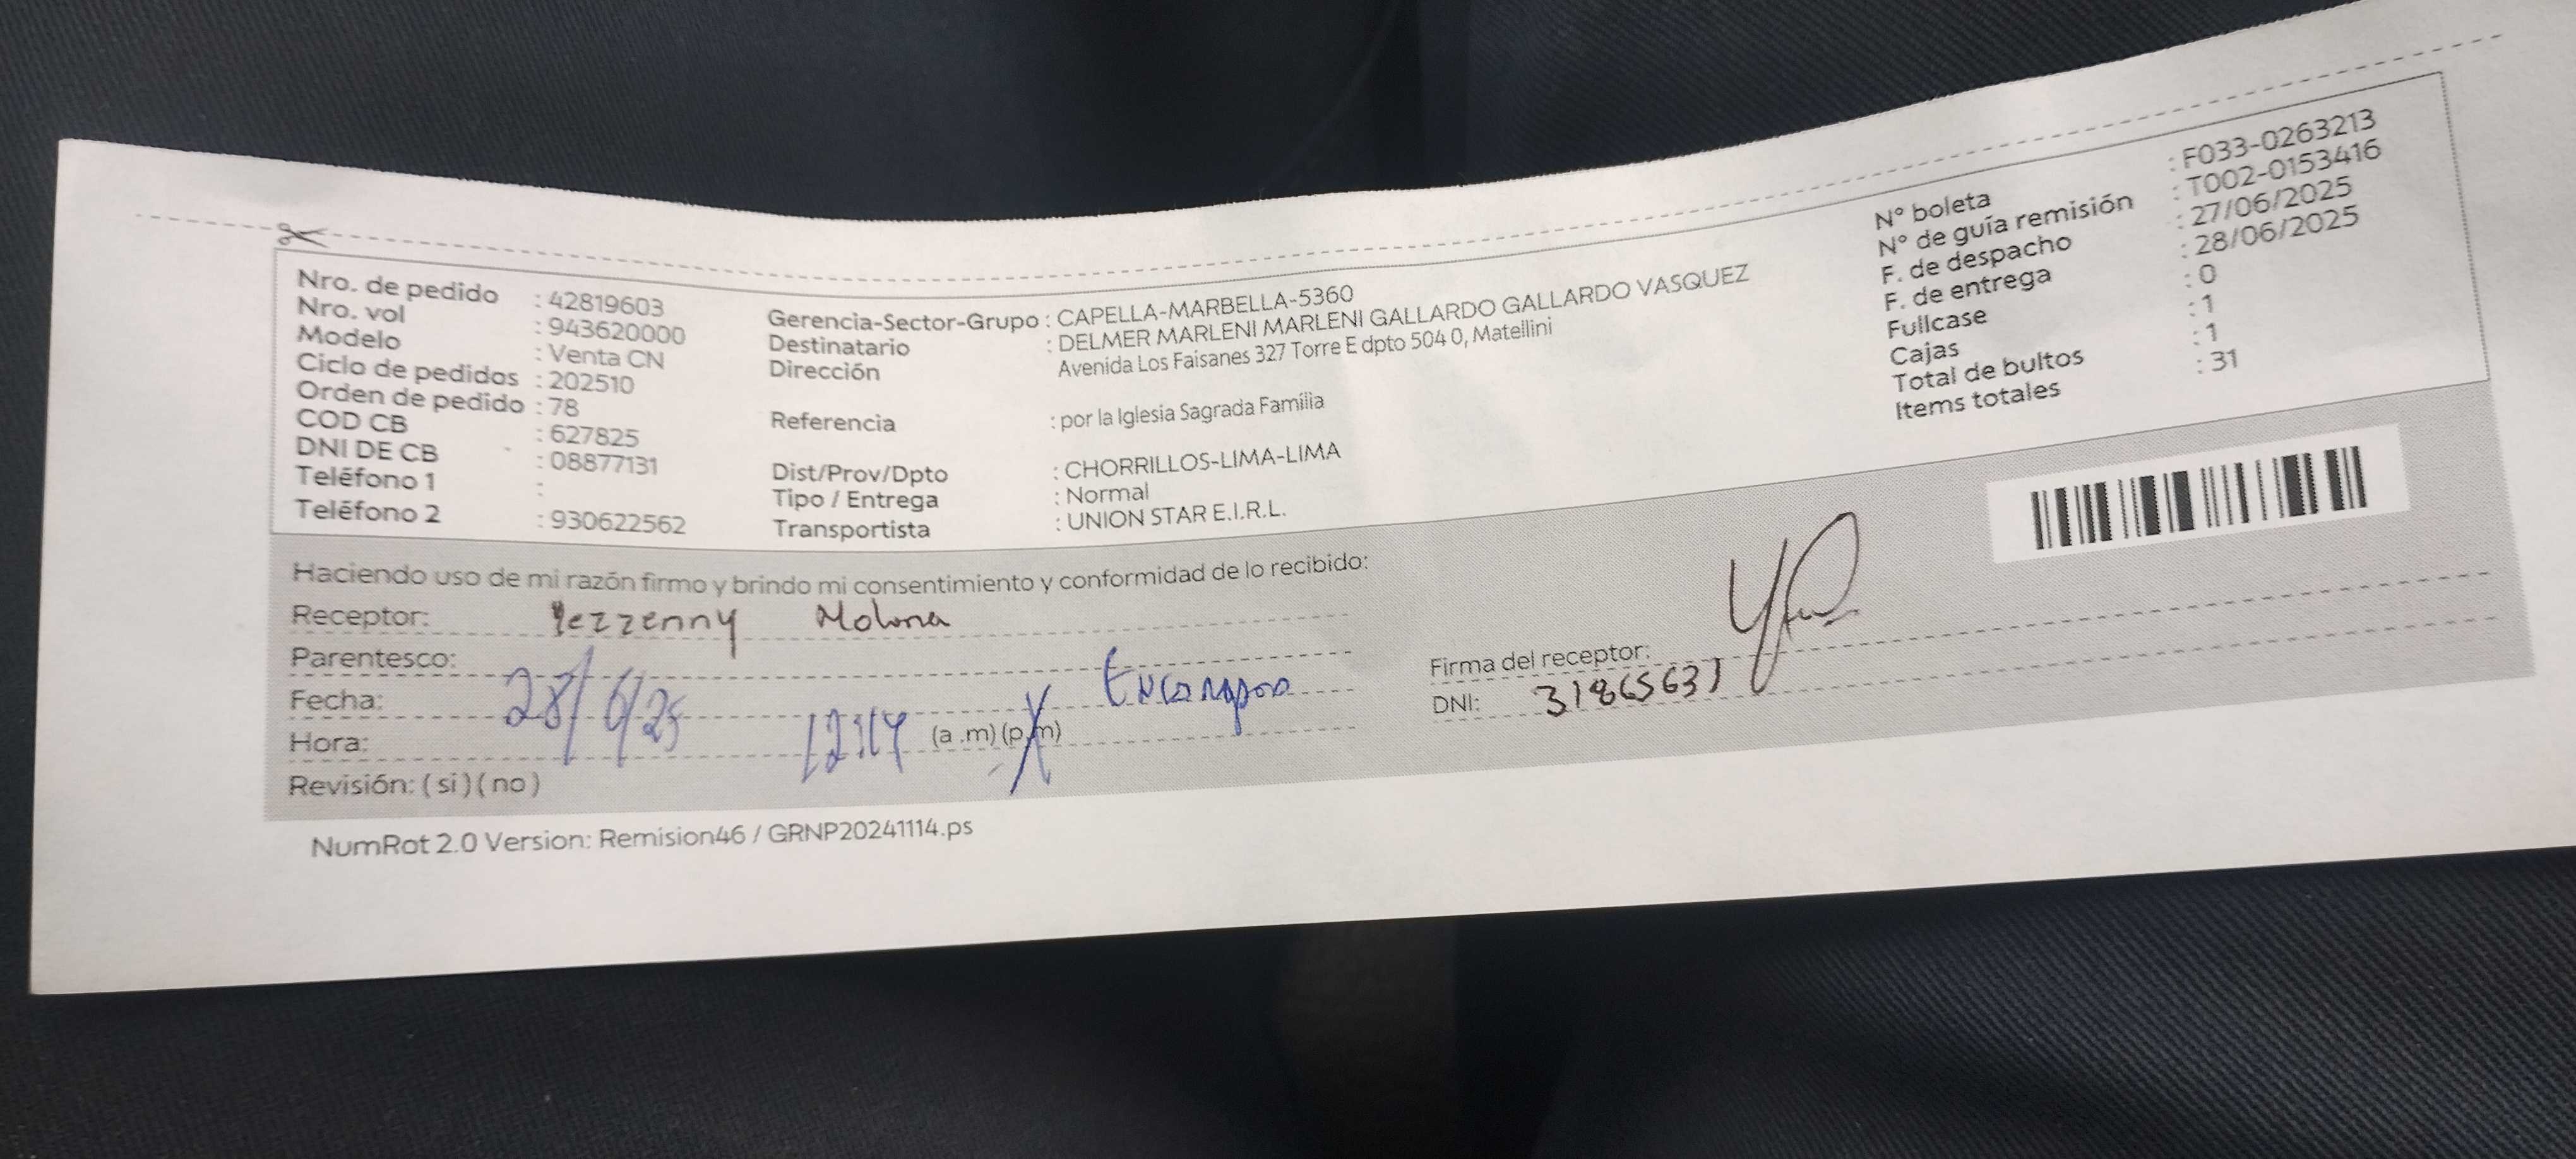 Nro. de pedido : 42819603
Nro. vol : 943620000
Modelo : Venta CN
Ciclo de pedidos : 202510
Orden de pedido : 78
COD CB : 627825
DNI DE CB : 08877131
Teléfono 1 :
Teléfono 2 : 930622562
Gerencia-Sector-Grupo : CAPELLA-MARBELLA-5360
Destinatario : DELMER MARLENI MARLENI GALLARDO GALLARDO VASQUEZ
Dirección Avenida Los Faisanes 327 Torre E dpto 504 0, Matellini
Referencia : por la Iglesia Sagrada Família
Dist/Prov/Dpto : CHORRILLOS-LIMA-LIMA
Tipo / Entrega : Normal
Transportista : UNION STAR E.I.R.L.
N° boleta : F033-0263213
N° de guía remisión : T002-0153416
F. de despacho : 27/06/2025
F. de entrega : 28/06/2025
Fullcase : 0
Cajas : 1
Total de bultos : 1
Items totales : 31
Haciendo uso de mi razón firmo y brindo mi consentimiento y conformidad de lo recibido:
Receptor: Yezzenny
Parentesco:
Fecha: 28/6/25
Hora: 12:14 (a .m) (p.m)
Revisión: ( si ) ( no )
Firma del receptor:
DNI: 31865637
NumRot 2.0 Version: Remision46 / GRNP20241114.ps